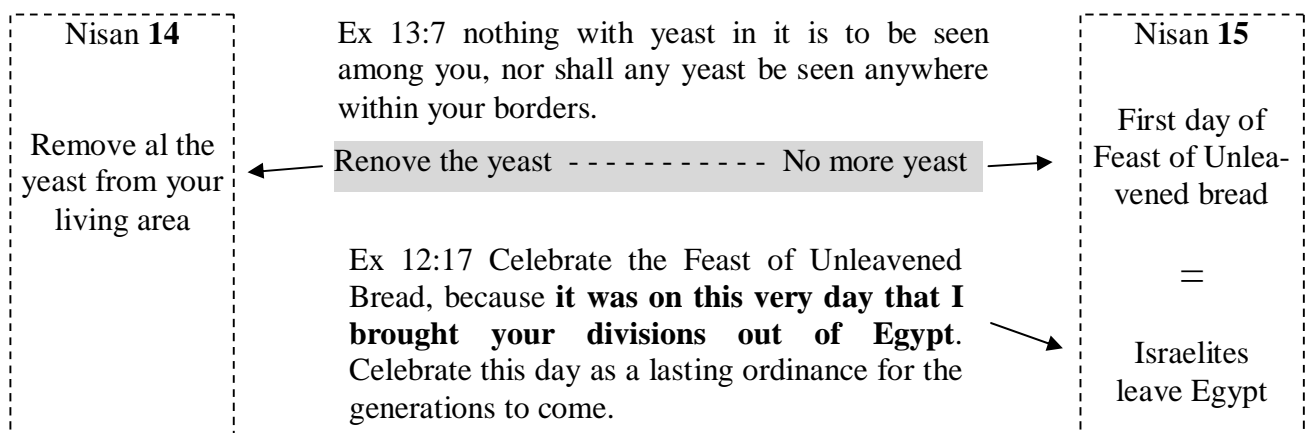 Nisan 14
Remove al the
yeast from your
living area
Ex 13:7 nothing with yeast in it is to be seen
among you, nor shall any yeast be seen anywhere
within your borders.
Renove the yeast - - - - - - - - - - - No more yeast
Ex 12:17 Celebrate the Feast of Unleavened
Bread, because it was on this very day that I
brought your divisions out of Egypt.
Celebrate this day as a lasting ordinance for the
generations to come.
Nisan 15
First day of
Feast of Unlea-
vened bread
=
Israelites
leave Egypt